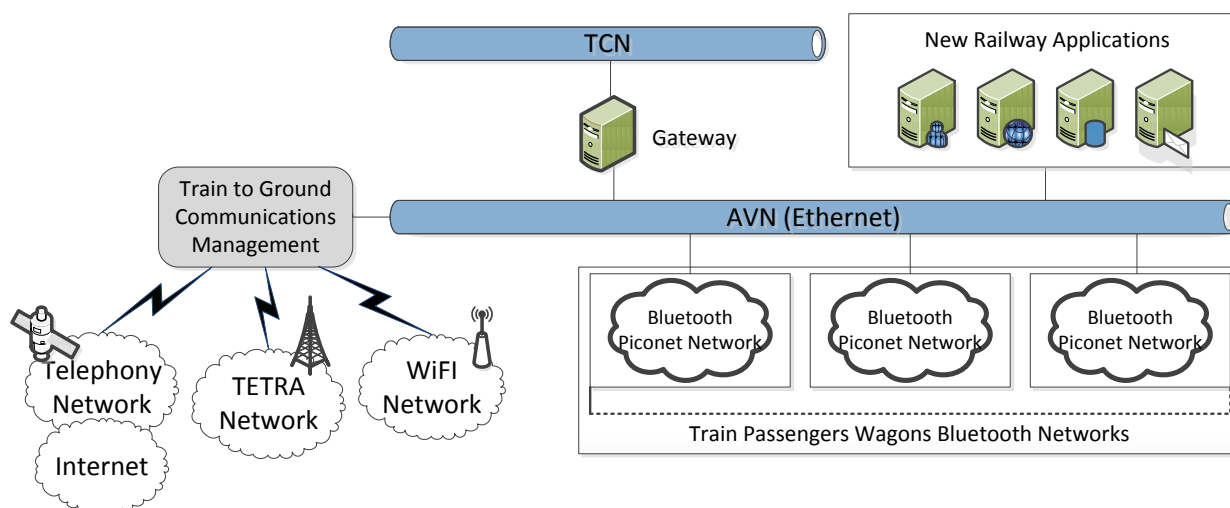 TCN
New Railway Applications
Gateway
Train to Ground
Communications
Management
AVN (Ethernet)
Bluetooth
Piconet Network
Bluetooth
Piconet Network
Bluetooth
Piconet Network
Telephony
Network
TETRA
Network
WiFI
Network
Internet
Train Passengers Wagons Bluetooth Networks